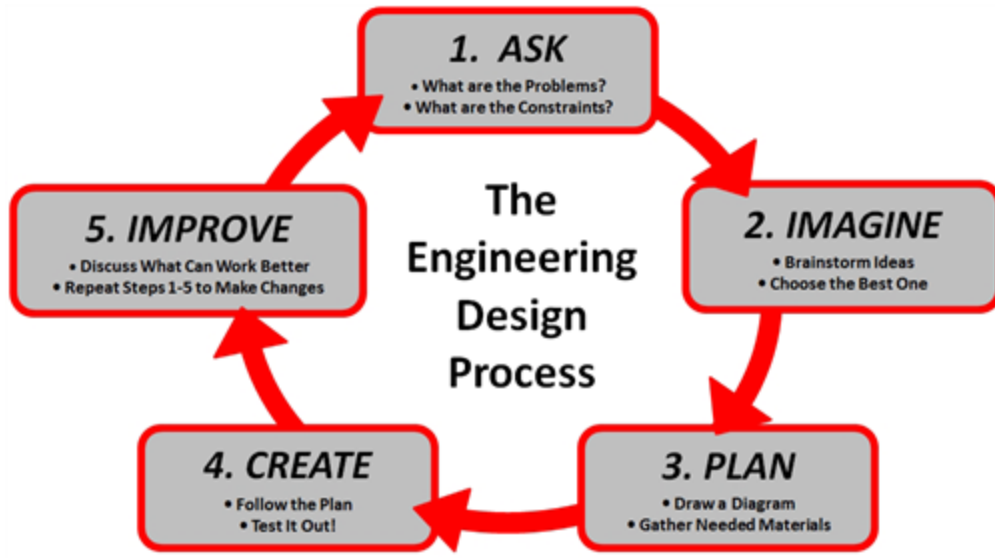 1. ASK
• What are the Problems?
• What are the Constraints?
The
Engineering
Design
Process
2. IMAGINE
• Brainstorm Ideas
• Choose the Best One
3. PLAN
• Draw a Diagram
• Gather Needed Materials
4. CREATE
• Follow the Plan
• Test It Out!
5. IMPROVE
• Discuss What Can Work Better
• Repeat Steps 1-5 to Make Changes